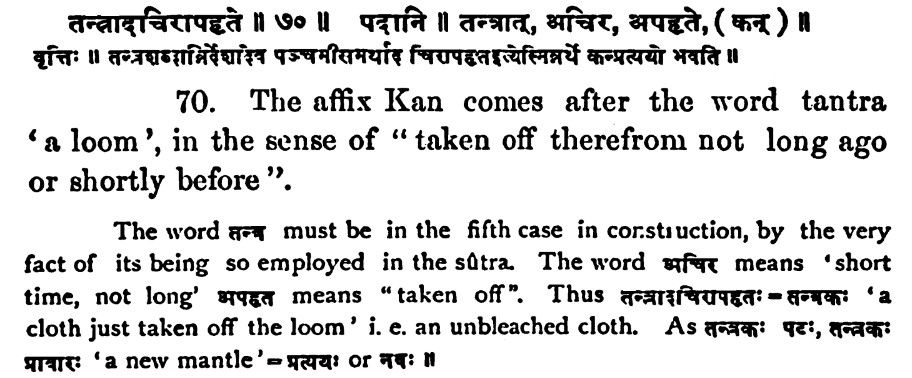 तन्त्रादचिरापहृते ॥ ७० ॥ पदानि ॥ तन्त्रात्, अचिर, अपहृते, ( कन् ) ॥
वृत्तिः ॥ तन्त्रशब्दान्निर्देशादेव पञ्चमीसमर्थाद चिरापहृतइत्येस्मिन्नर्थे कन्प्रत्ययो भवति ॥
70. The affix Kan comes after the word tantra
‘a loom’, in the sense of “taken off therefrom not long ago
or shortly before”.
The word तन्त्र must be in the fifth case in construction, by the very
fact of its being so employed in the sûtra. The word अचिर means ‘short
time, not long’ अपहृत means “taken off”. Thus तन्त्रादचिरापहृतः = तन्त्रकः ‘a
cloth just taken off the loom’ i. e. an unbleached cloth. As तन्त्रकः पटः, तन्त्रकः
प्रावारः ‘a new mantle’ = प्रत्ययः or नवः ॥